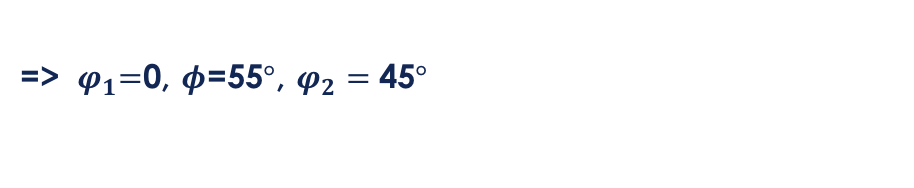 => φ₁=0, ϕ=55°, φ₂ = 45°